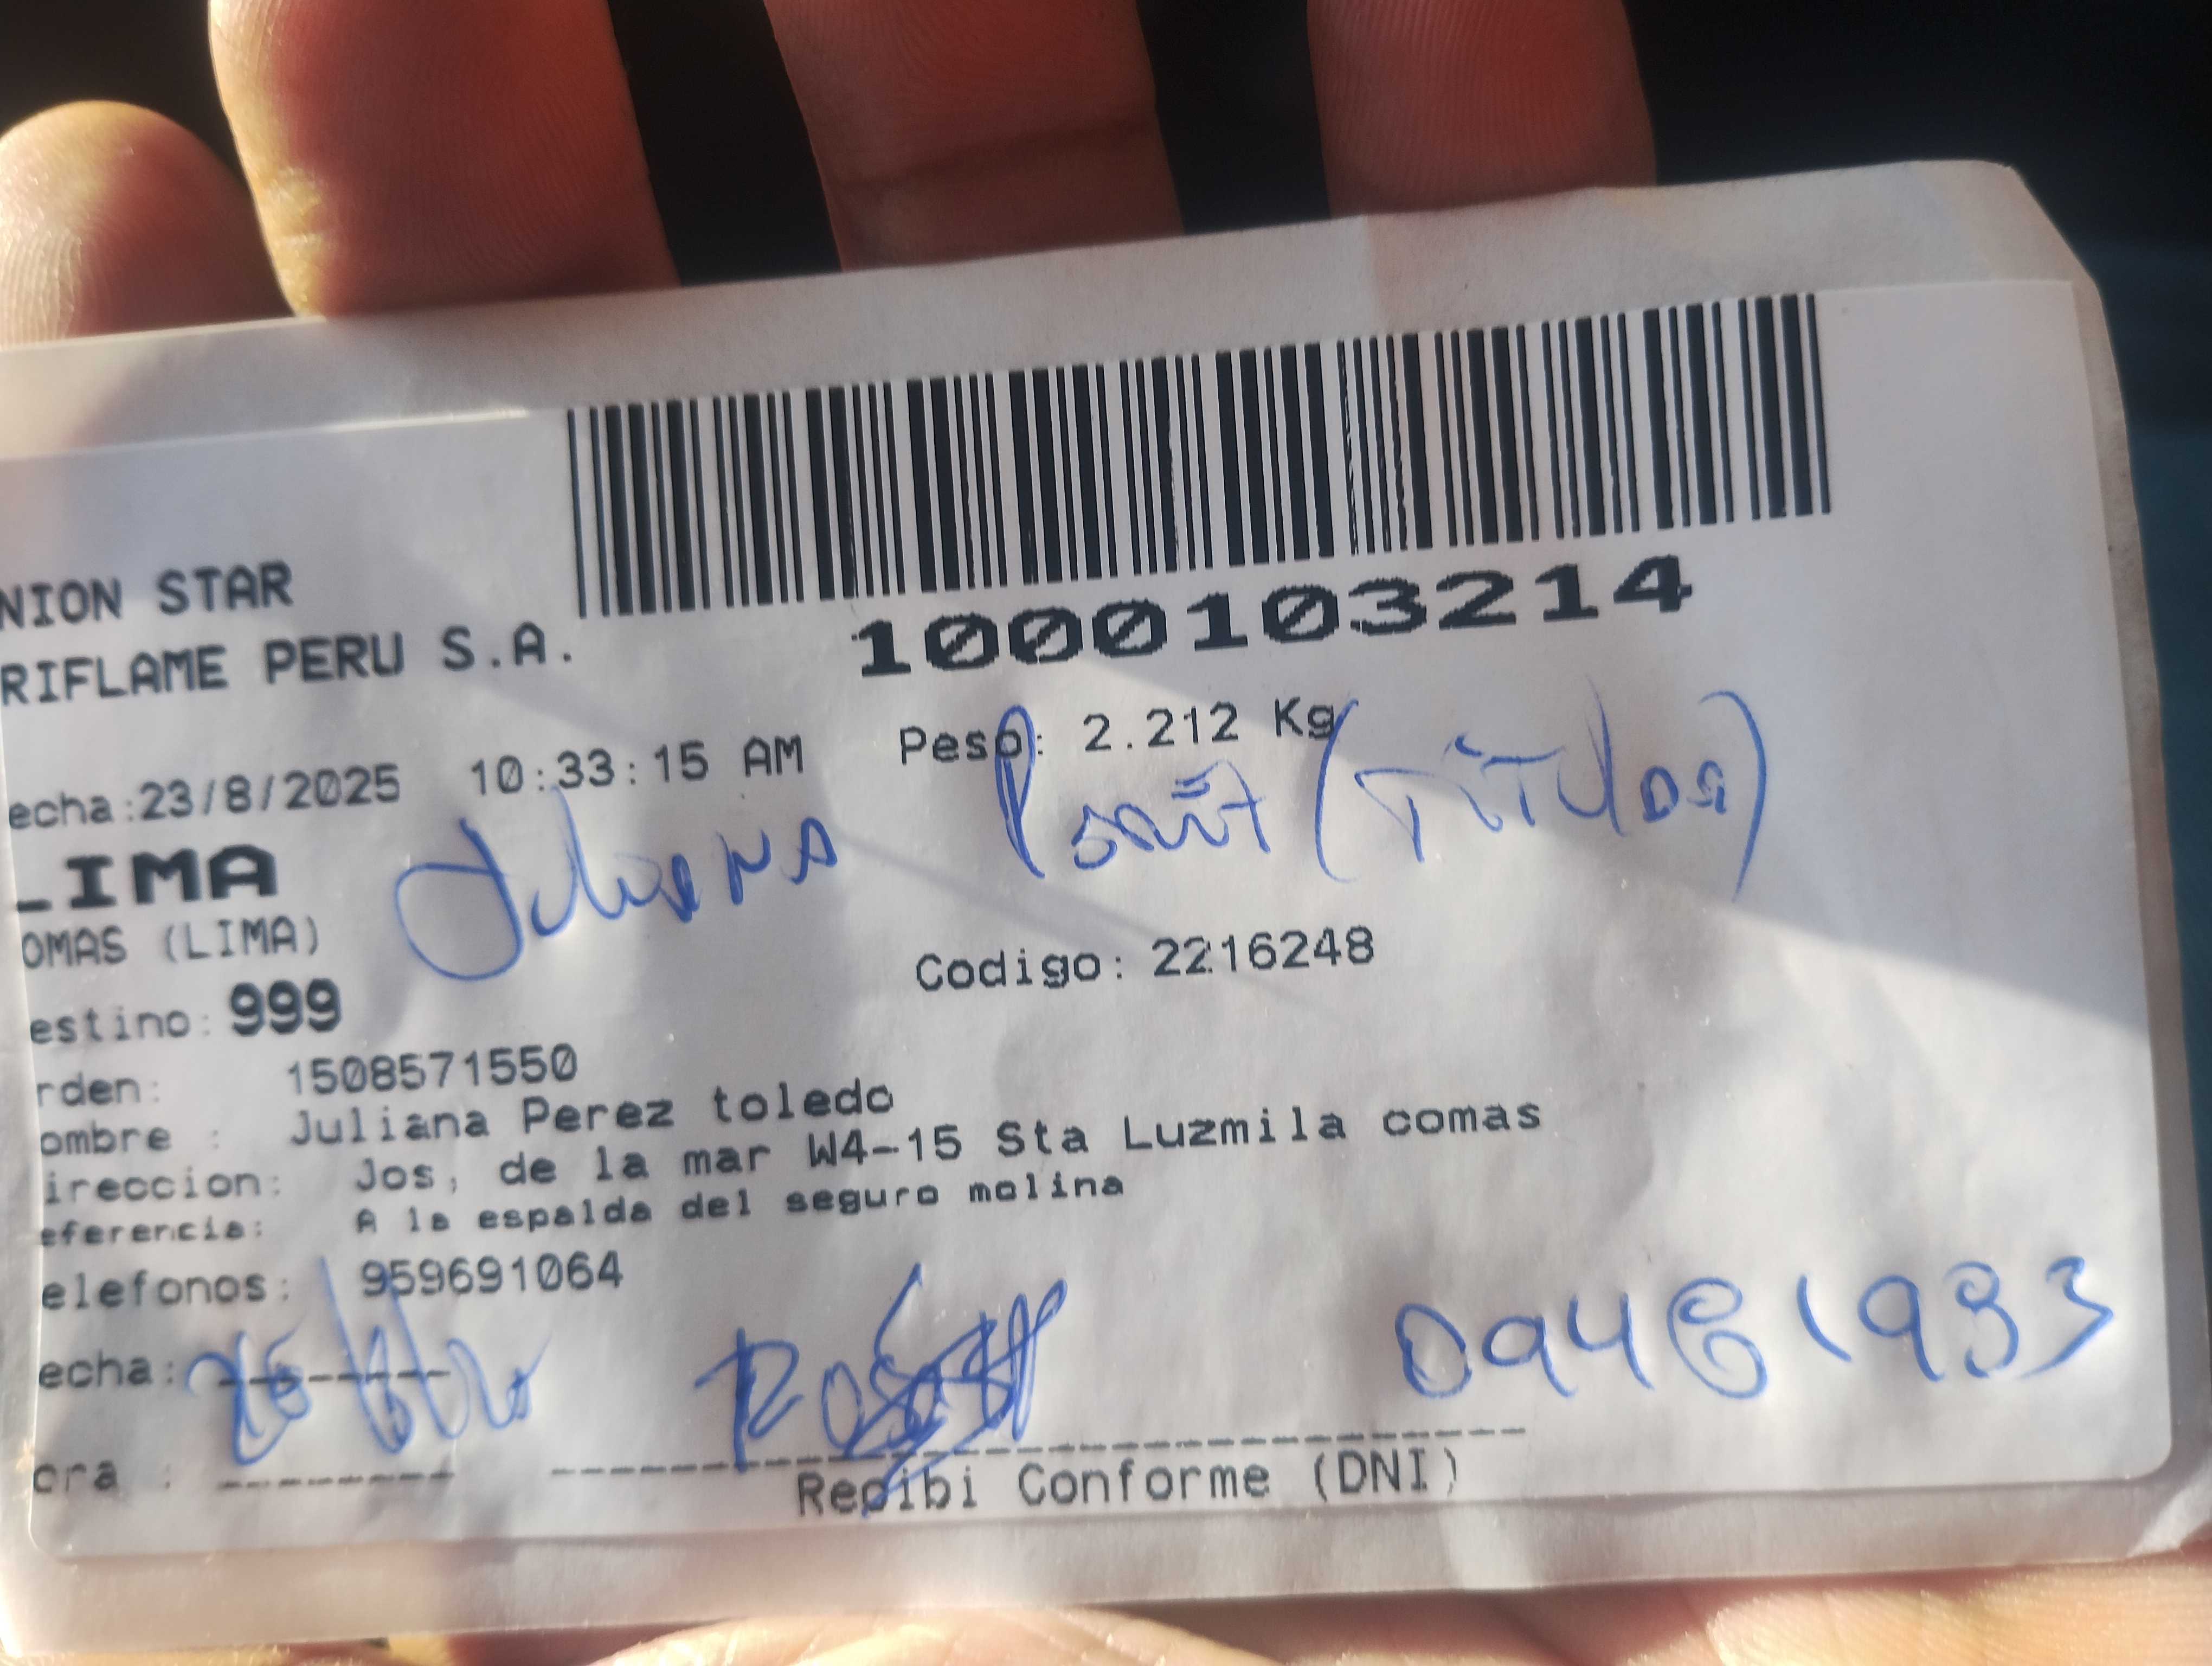 NION STAR
RIFLAME PERU S.A.
1000103214
echa:23/8/2025 10:33:15 AM Peso: 2.212 Kg
LIMA
Juliana (TiTulaR)
OMAS (LIMA)
estino: 999 Codigo: 2216248
rden: 1508571550
ombre : Juliana Perez toledo
ireccion: Jos, de la mar W4-15 Sta Luzmila comas
eferencia: A la espalda del seguro molina
elefonos: 959691064
echa:
ora :
Recibi Conforme (DNI)